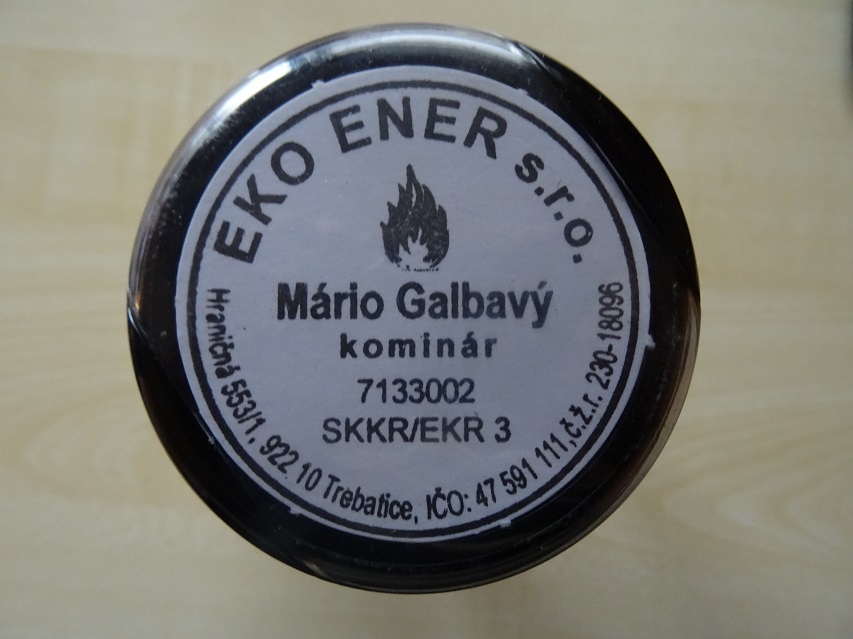 EKO ENER s.r.o.
Mário Galbavý
kominár
7133002
SKKR/EKR 3
Hraničná 553/1, 922 10 Trebatice, IČO: 47 591 111,č.ž.r. 230-18096